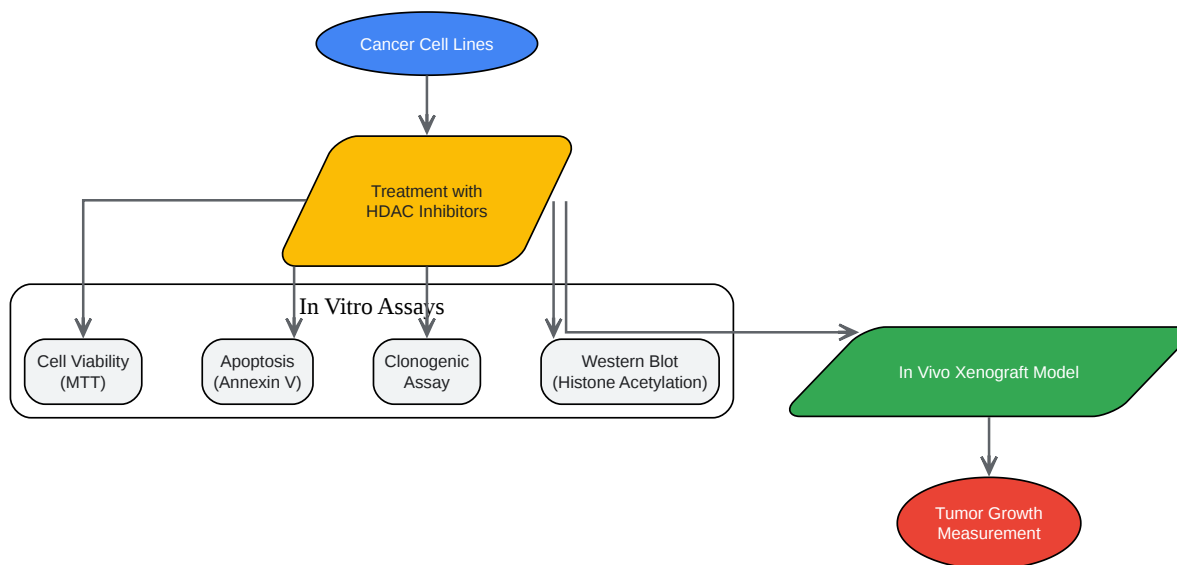 Cancer Cell Lines
Treatment with
HDAC Inhibitors
In Vitro Assays
Cell Viability
(MTT)
Apoptosis
(Annexin V)
Clonogenic
Assay
Western Blot
(Histone Acetylation)
In Vivo Xenograft Model
Tumor Growth
Measurement